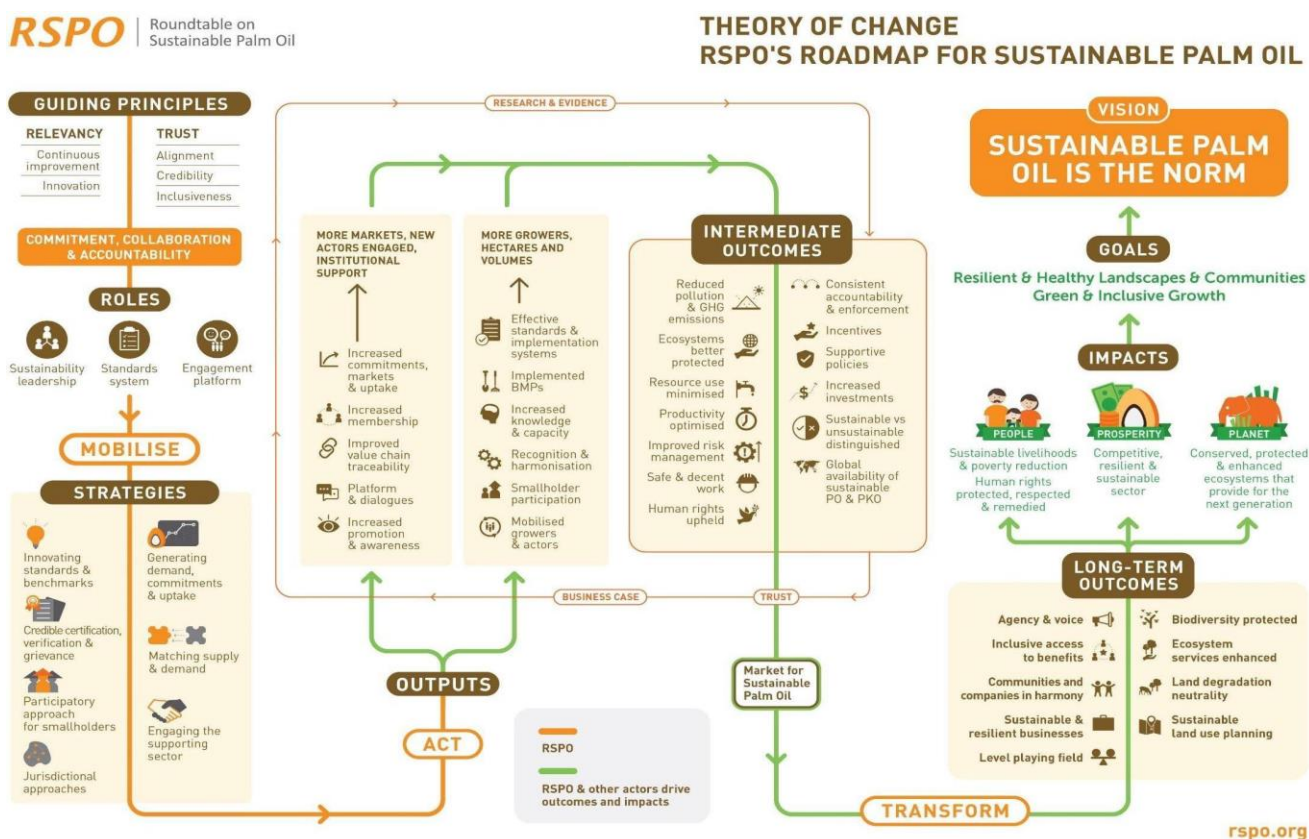 RSPO
Roundtable on
Sustainable Palm Oil
THEORY OF CHANGE
RSPO'S ROADMAP FOR SUSTAINABLE PALM OIL
GUIDING PRINCIPLES
RELEVANCY
Continuous
improvement
Innovation
TRUST
Alignment
Credibility
Inclusiveness
COMMITMENT, COLLABORATION
& ACCOUNTABILITY
ROLES
Sustainability
leadership
Standards
system
Engagement
platform
MOBILISE
STRATEGIES
Innovating
standards &
benchmarks
Credible certification,
verification &
grievance
Participatory
approach
for smallholders
Jurisdictional
approaches
Generating
demand,
commitments
& uptake
Matching supply
& demand
Engaging the
supporting
sector
RESEARCH & EVIDENCE
MORE MARKETS, NEW
ACTORS ENGAGED,
INSTITUTIONAL
SUPPORT
Increased
commitments,
markets
& uptake
Increased
membership
Improved
value chain
traceability
Platform
& dialogues
Increased
promotion
& awareness
MORE GROWERS,
HECTARES AND
VOLUMES
Effective
standards &
implementation
systems
Implemented
BMPs
Increased
knowledge
& capacity
Recognition &
harmonisation
Smallholder
participation
Mobilised
growers
& actors
BUSINESS CASE
TRUST
OUTPUTS
ACT
RSPO
RSPO & other actors drive
outcomes and impacts
INTERMEDIATE
OUTCOMES
Reduced
pollution
& GHG
emissions
Ecosystems
better
protected
Resource use
minimised
Productivity
optimised
Improved risk
management
Safe & decent
work
Human rights
upheld
Consistent
accountability
& enforcement
Incentives
Supportive
policies
$
Increased
investments
Sustainable vs
unsustainable
distinguished
Global
availability of
sustainable
PO & PKO
Market for
Sustainable
Palm Oil
TRANSFORM
VISION
SUSTAINABLE PALM
OIL IS THE NORM
GOALS
Resilient & Healthy Landscapes & Communities
Green & Inclusive Growth
IMPACTS
PEOPLE
Sustainable livelihoods
& poverty reduction
Human rights
protected, respected
& remedied
PROSPERITY
Competitive,
resilient &
sustainable
sector
PLANET
Conserved, protected
& enhanced
ecosystems that
provide for the
next generation
LONG-TERM
OUTCOMES
Agency & voice
Inclusive access
to benefits
Communities and
companies in harmony
Sustainable &
resilient businesses
Level playing field
Biodiversity protected
Ecosystem
services enhanced
Land degradation
neutrality
Sustainable
land use planning
rspo.org